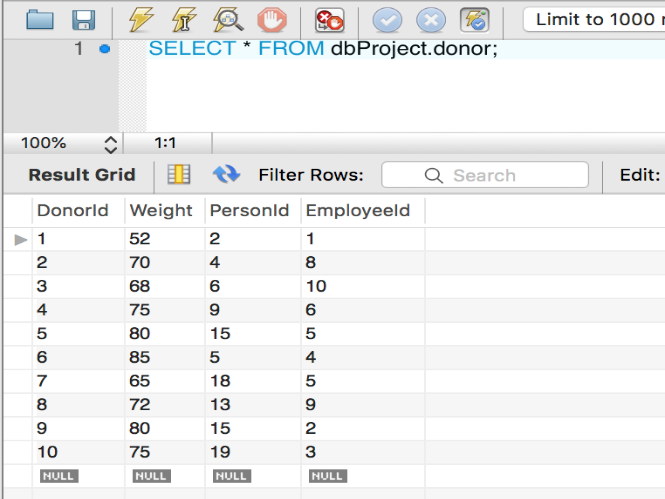 Limit to 1000 r
1 SELECT * FROM dbProject.donor;
100% 1:1
Result Grid Filter Rows: Search Edit:
DonorId Weight PersonId EmployeeId
1 52 2 1
2 70 4 8
3 68 6 10
4 75 9 6
5 80 15 5
6 85 5 4
7 65 18 5
8 72 13 9
9 80 15 2
10 75 19 3
NULL NULL NULL NULL